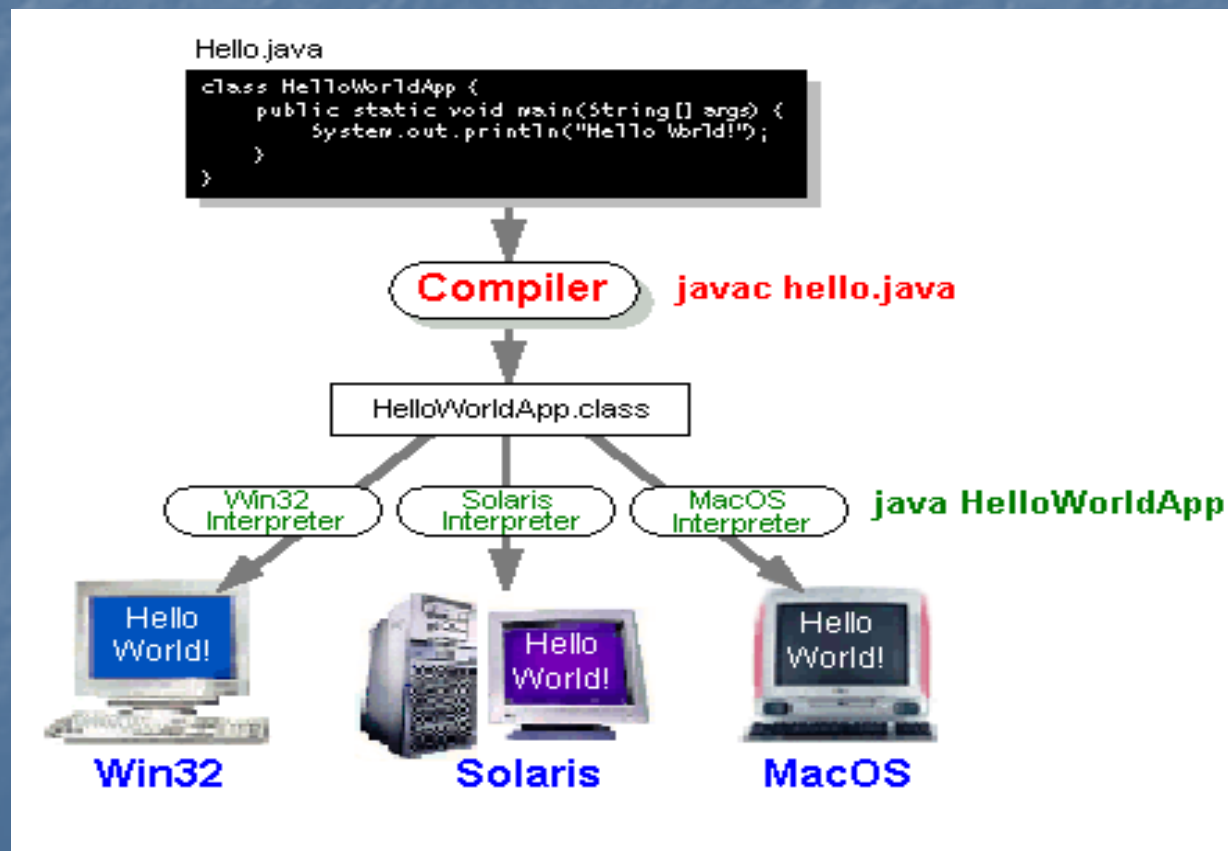 Hello.java
class HelloWorldApp {
public static void main(String[] args) {
System.out.println("Hello World!");
}
}
Compiler
javac hello.java
HelloWorldApp.class
Win32
Interpreter
Solaris
Interpreter
MacOS
Interpreter
java HelloWorldApp
Hello
World!
Hello
World!
Hello
World!
Win32
Solaris
MacOS